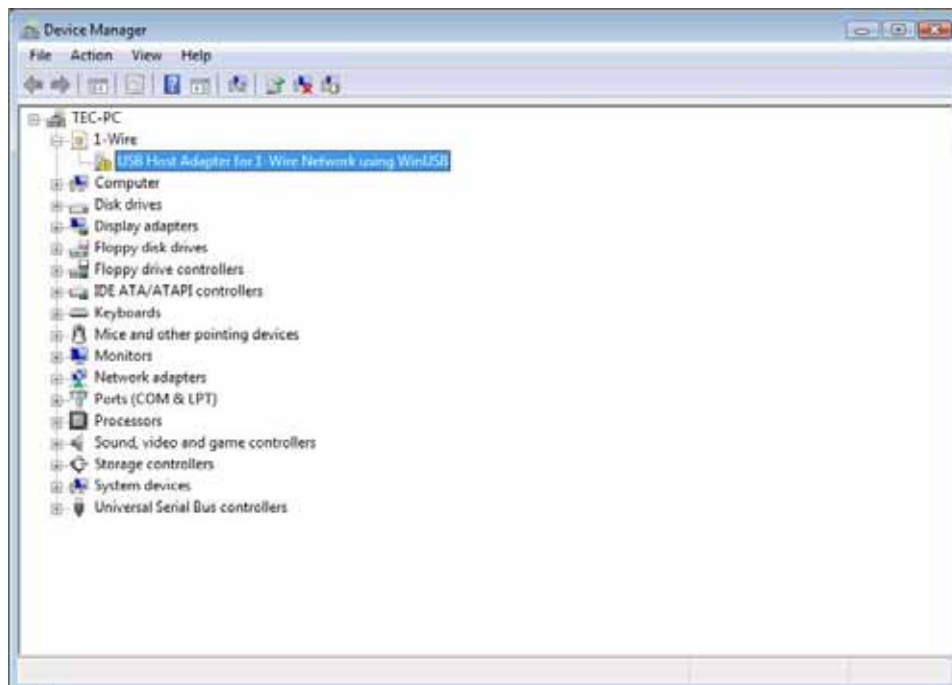 Device Manager
File Action View Help
TEC-PC
1-Wire
USB Host Adapter for 1-Wire Network using WinUSB
Computer
Disk drives
Display adapters
Floppy disk drives
Floppy drive controllers
IDE ATA/ATAPI controllers
Keyboards
Mice and other pointing devices
Monitors
Network adapters
Ports (COM & LPT)
Processors
Sound, video and game controllers
Storage controllers
System devices
Universal Serial Bus controllers